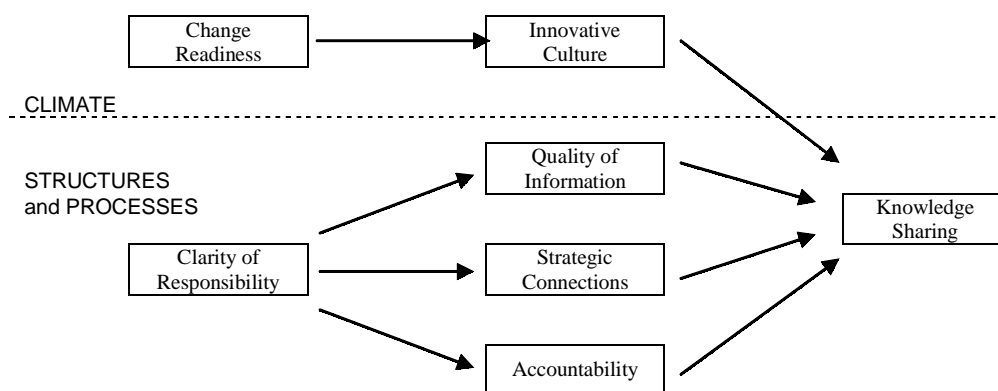 Change
Readiness
Innovative
Culture
CLIMATE
STRUCTURES
and PROCESSES
Quality of
Information
Knowledge
Sharing
Clarity of
Responsibility
Strategic
Connections
Accountability